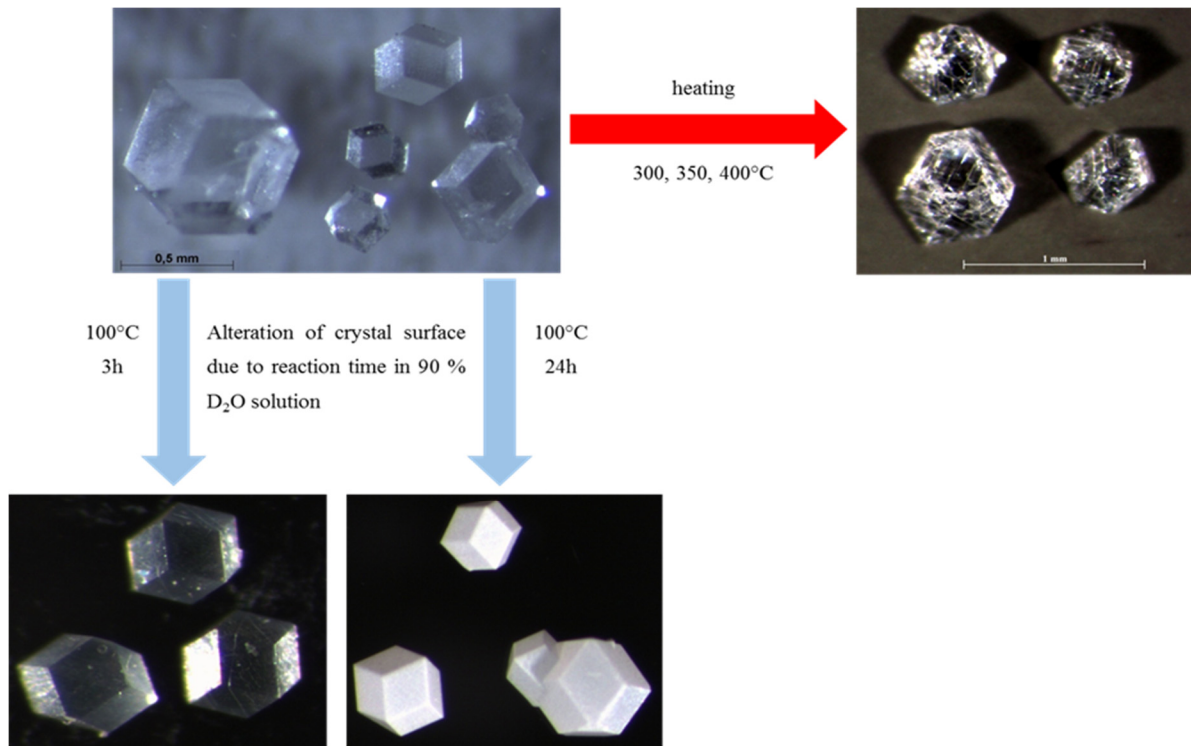 heating
300, 350, 400°C
0,5 mm
1 mm
100°C
3h
Alteration of crystal surface
due to reaction time in 90 %
D₂O solution
100°C
24h